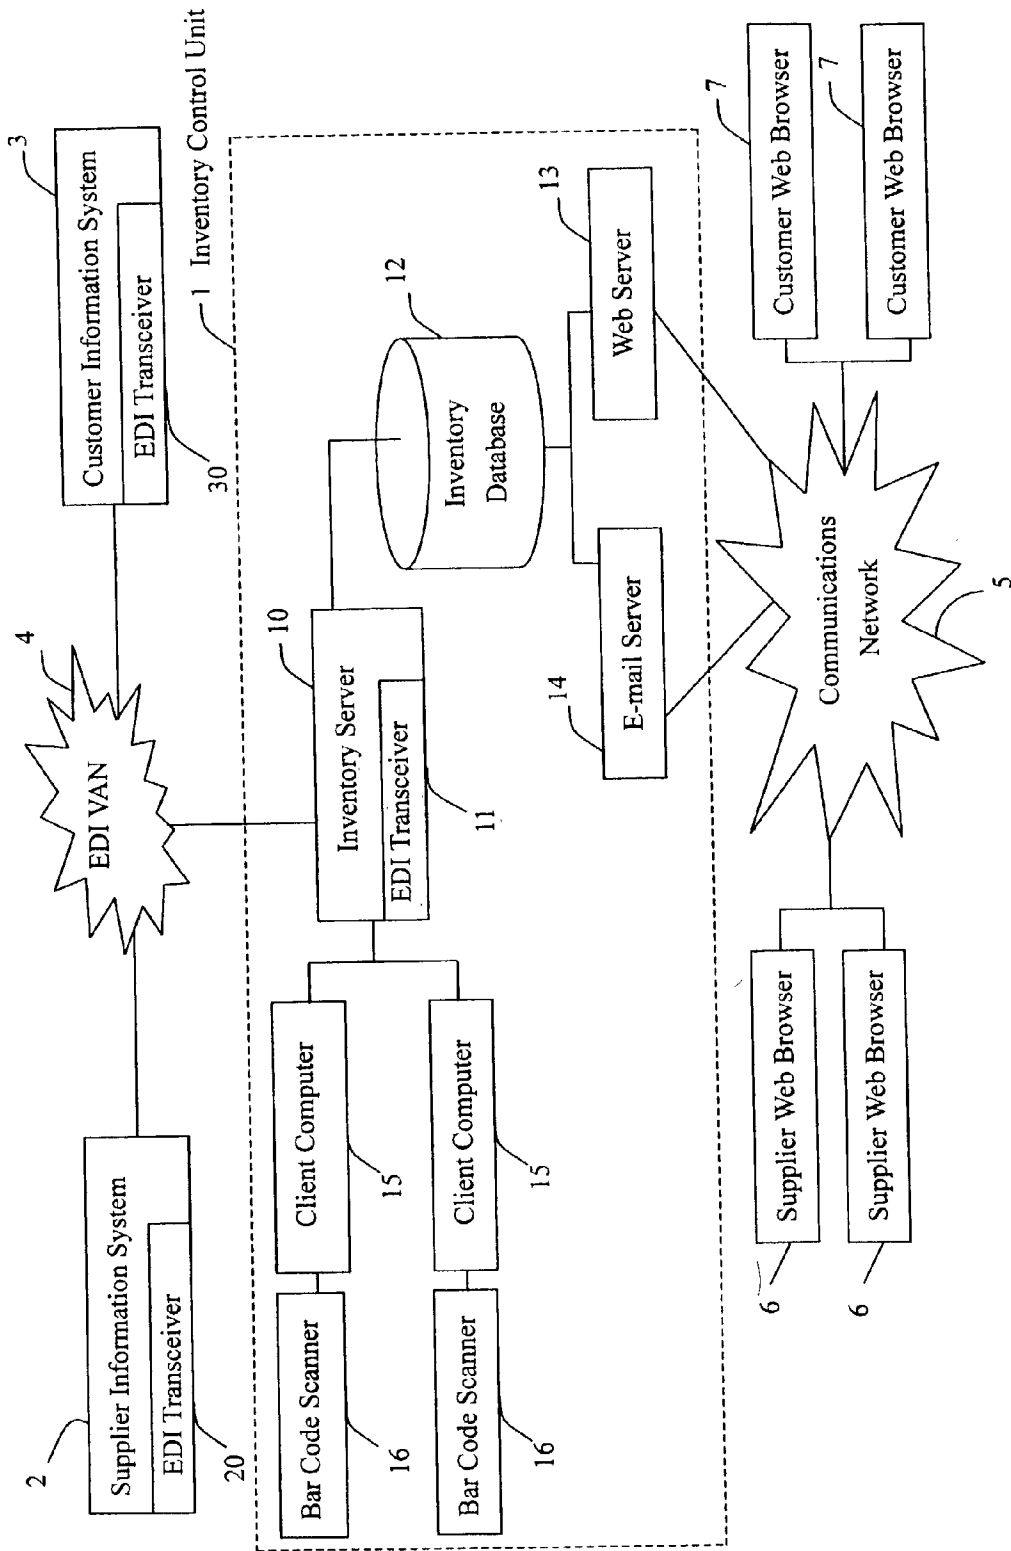 2
Supplier Information System
EDI Transceiver
20
4
EDI VAN
3
Customer Information System
EDI Transceiver
30
1 Inventory Control Unit
Bar Code Scanner
16
Client Computer
15
Bar Code Scanner
16
Client Computer
15
10
Inventory Server
EDI Transceiver
11
12
Inventory
Database
14
E-mail Server
13
Web Server
6
Supplier Web Browser
6
Supplier Web Browser
Communications
Network
5
7
Customer Web Browser
7
Customer Web Browser